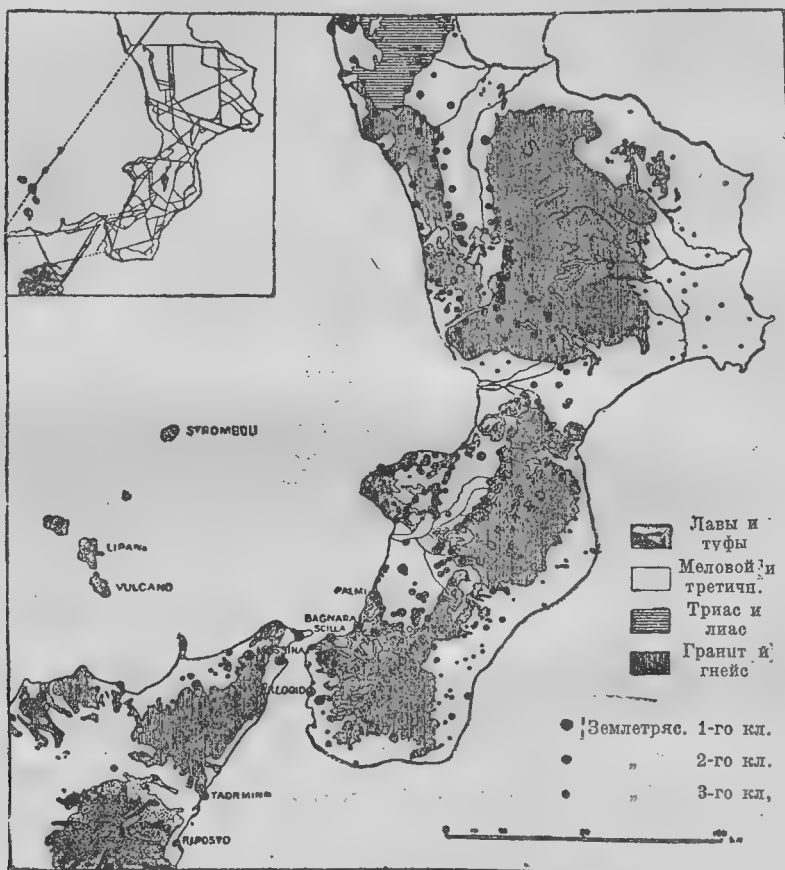 STROMBOLI
LIPARI
VULCANO
PALMI
BAGNARA
SCILLA
MESSINA
TAORMINA
RIPOSTO
Лавы и
туфы
Меловой и
третичн.
Триас и
лиас
Гранит и
гнейс
Землетряс. 1-го кл.
„ 2-го кл.
„ 3-го кл,